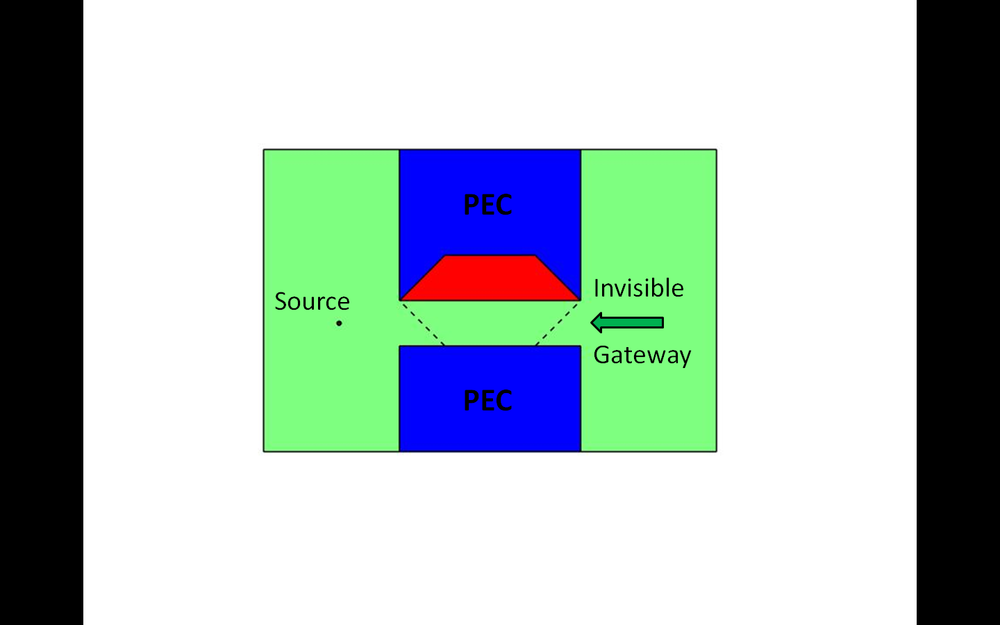 PEC
Source
Invisible
Gateway
PEC